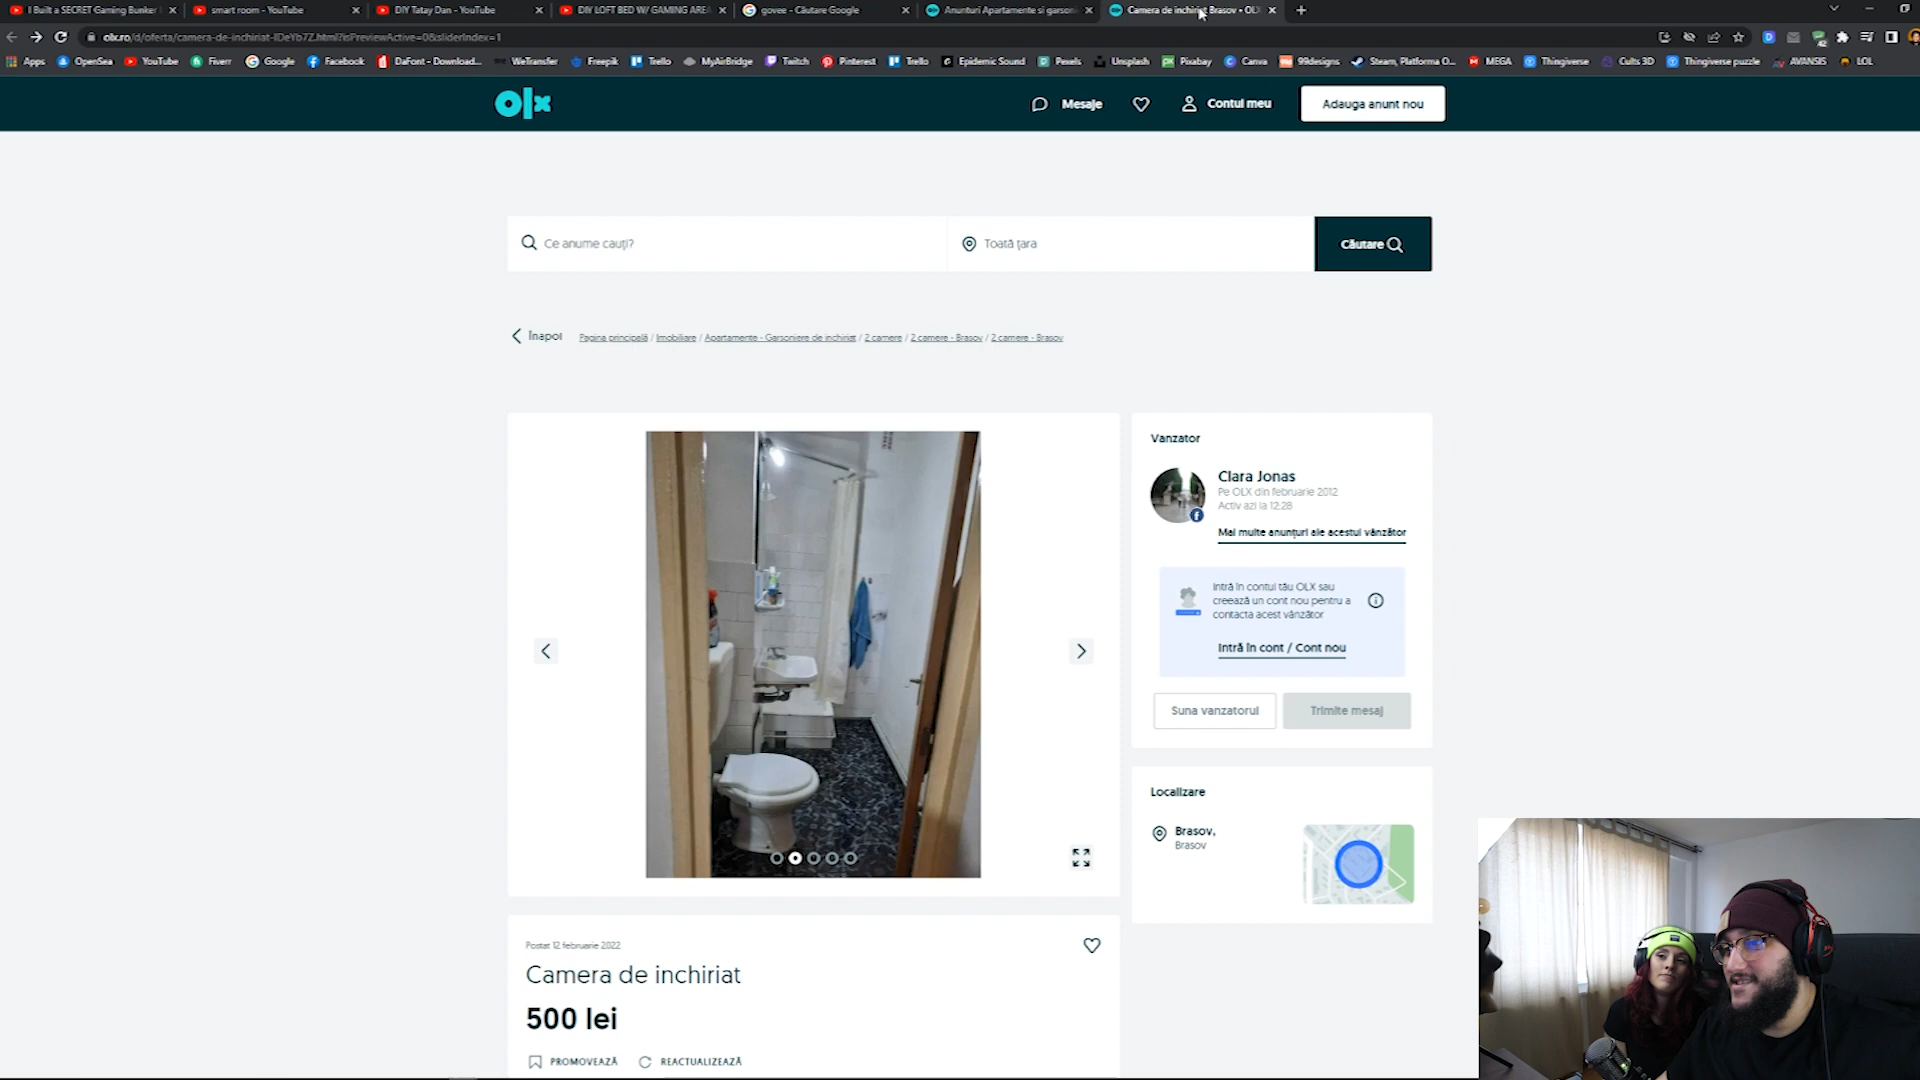 I Built a SECRET Gaming Bunker
smart room - YouTube
DIY Tatay Dan - YouTube
DIY LOFT BED W/ GAMING AREA
govee - Căutare Google
Anunturi Apartamente si garson
Camera de inchiriat Brasov • OLX
olx.ro/d/oferta/camera-de-inchiriat-IDeYb7Z.html?isPreviewActive=0&sliderIndex=1
Apps OpenSea YouTube Fiverr Google Facebook DaFont - Download... WeTransfer Freepik Trello MyAirBridge Twitch Pinterest Trello Epidemic Sound Pexels Unsplash Pixabay Canva 99designs Steam, Platforma O... MEGA Thingiverse Cults 3D Thingiverse puzzle AVANSIS LOL
olx
Mesaje
Contul meu
Adauga anunt nou
Ce anume cauți?
Toată țara
Căutare
Înapoi
Pagina principală / Imobiliare / Apartamente - Garsoniere de inchiriat / 2 camere / 2 camere - Brasov / 2 camere - Brasov
Vanzator
Clara Jonas
Pe OLX din februarie 2012
Activ azi la 12:28
Mai multe anunțuri ale acestui vânzător
Intră în contul tău OLX sau
creează un cont nou pentru a
contacta acest vânzător
Intră în cont / Cont nou
Suna vanzatorul
Trimite mesaj
Localizare
Brasov,
Brasov
Postat 12 februarie 2022
Camera de inchiriat
500 lei
PROMOVEAZĂ
REACTUALIZEAZĂ